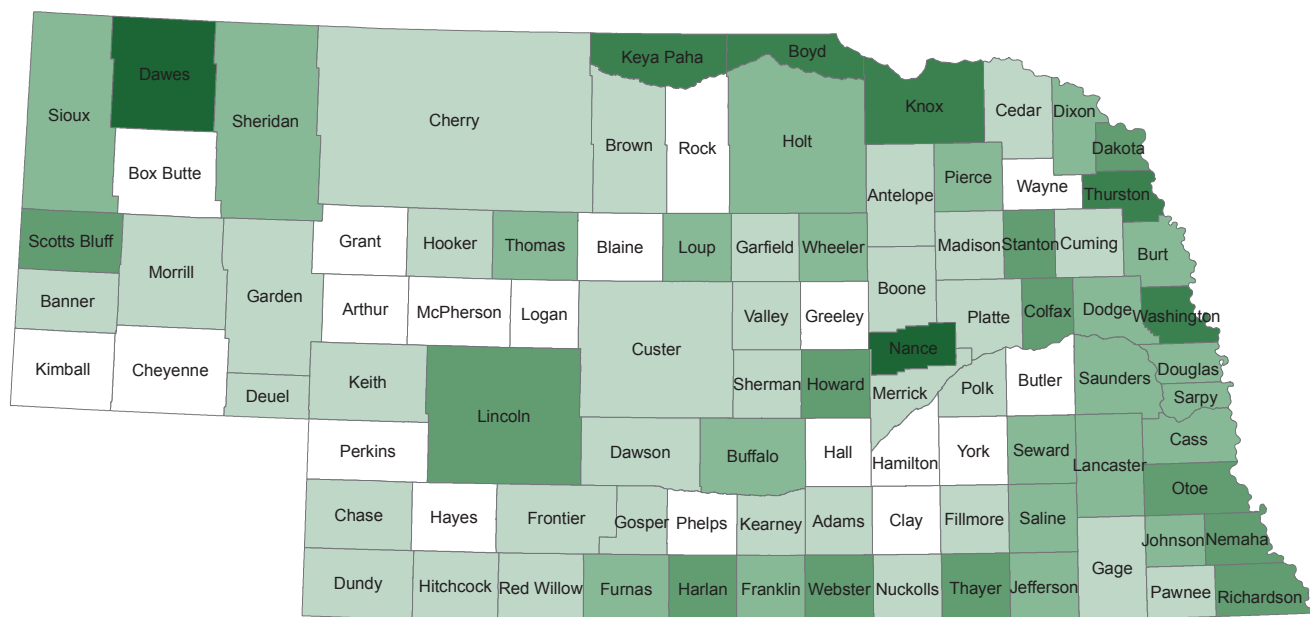 Keya Paha
Boyd
Dawes
Sioux
Sheridan
Cherry
Brown
Rock
Holt
Knox
Cedar
Dixon
Dakota
Box Butte
Antelope
Pierce
Wayne
Thurston
Scotts Bluff
Morrill
Grant
Hooker
Thomas
Blaine
Loup
Garfield
Wheeler
Madison
Stanton
Cuming
Burt
Banner
Garden
Arthur
McPherson
Logan
Valley
Greeley
Boone
Platte
Colfax
Dodge
Washington
Kimball
Cheyenne
Deuel
Keith
Custer
Sherman
Howard
Nance
Merrick
Polk
Butler
Saunders
Douglas
Sarpy
Lincoln
Perkins
Dawson
Buffalo
Hall
Hamilton
York
Seward
Lancaster
Cass
Otoe
Chase
Hayes
Frontier
Gosper
Phelps
Kearney
Adams
Clay
Fillmore
Saline
Johnson
Nemaha
Dundy
Hitchcock
Red Willow
Furnas
Harlan
Franklin
Webster
Nuckolls
Thayer
Jefferson
Gage
Pawnee
Richardson